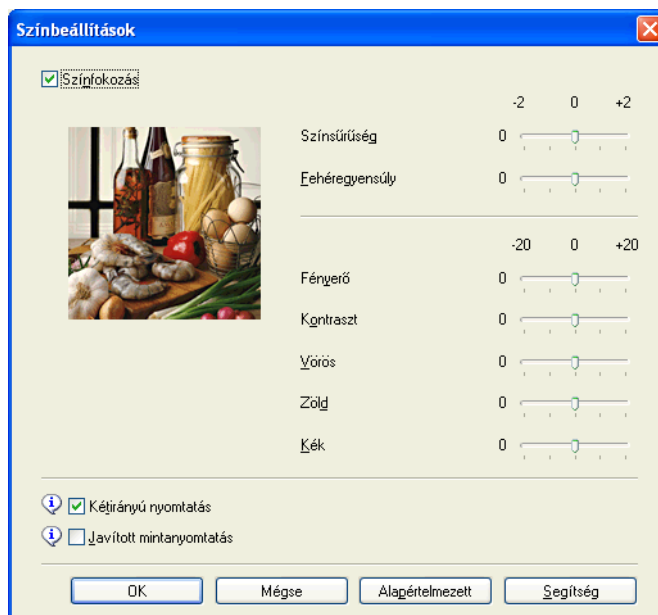 Színbeállítások
Színfokozás
-2 0 +2
Színsűrűség 0
Fehéregyensúly 0
-20 0 +20
Fényerő 0
Kontraszt 0
Vörös 0
Zöld 0
Kék 0
Kétirányú nyomtatás
Javított mintanyomtatás
OK Mégse Alapértelmezett Segítség